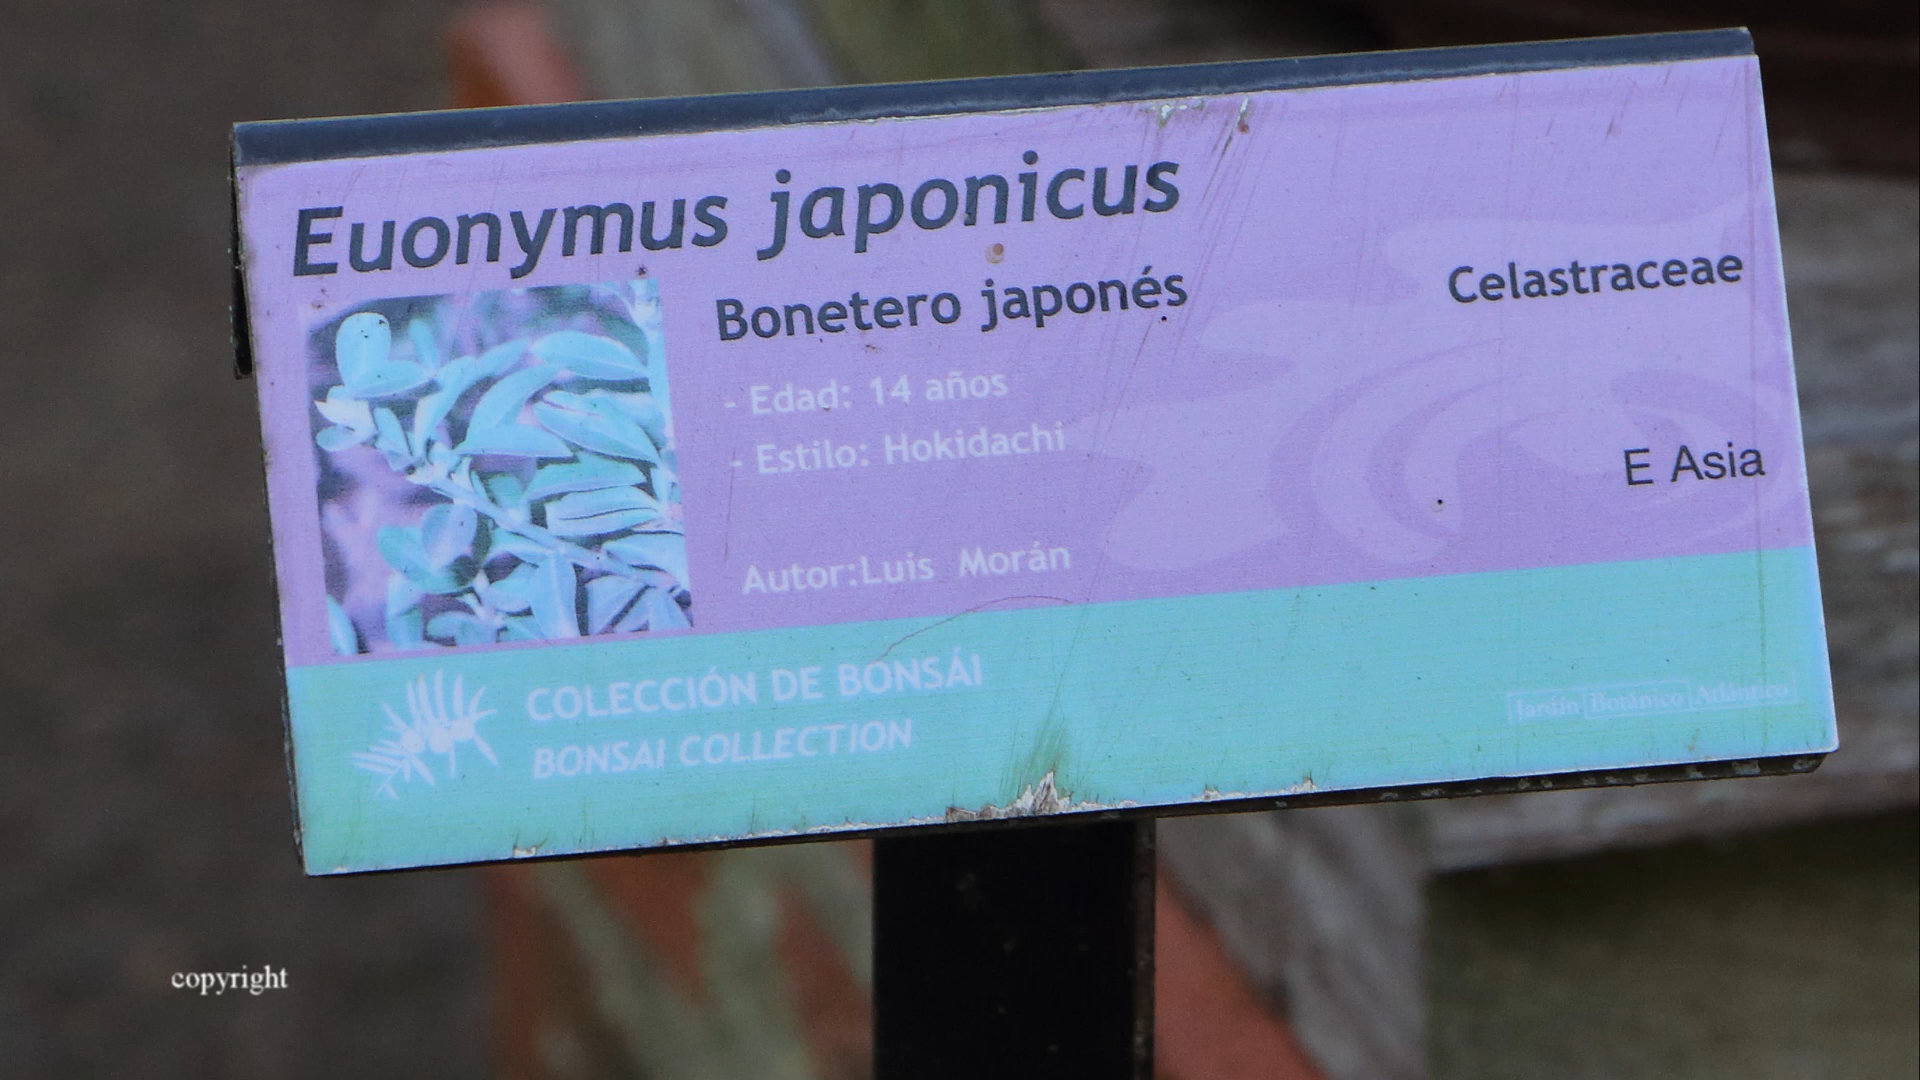 Euonymus japonicus
Bonetero japonés
Celastraceae
- Edad: 14 años
- Estilo: Hokidachi
E Asia
Autor:Luis Morán
COLECCIÓN DE BONSÁI
BONSAI COLLECTION
Jardín Botánico Atlántico
copyright